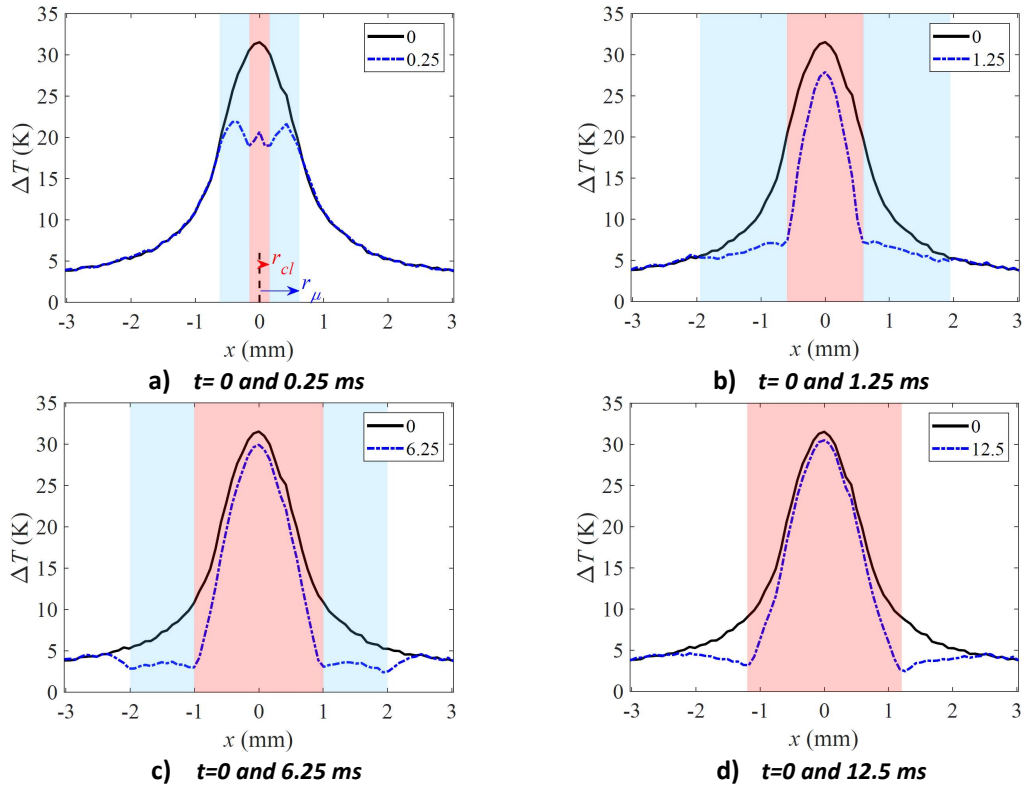 35
30
25
20
15
10
5
0
ΔT (K)
0
0.25
r_cl
r_μ
-3 -2 -1 0 1 2 3
x (mm)
a) t= 0 and 0.25 ms
35
30
25
20
15
10
5
0
ΔT (K)
0
1.25
-3 -2 -1 0 1 2 3
x (mm)
b) t= 0 and 1.25 ms
35
30
25
20
15
10
5
0
ΔT (K)
0
6.25
-3 -2 -1 0 1 2 3
x (mm)
c) t=0 and 6.25 ms
35
30
25
20
15
10
5
0
ΔT (K)
0
12.5
-3 -2 -1 0 1 2 3
x (mm)
d) t=0 and 12.5 ms